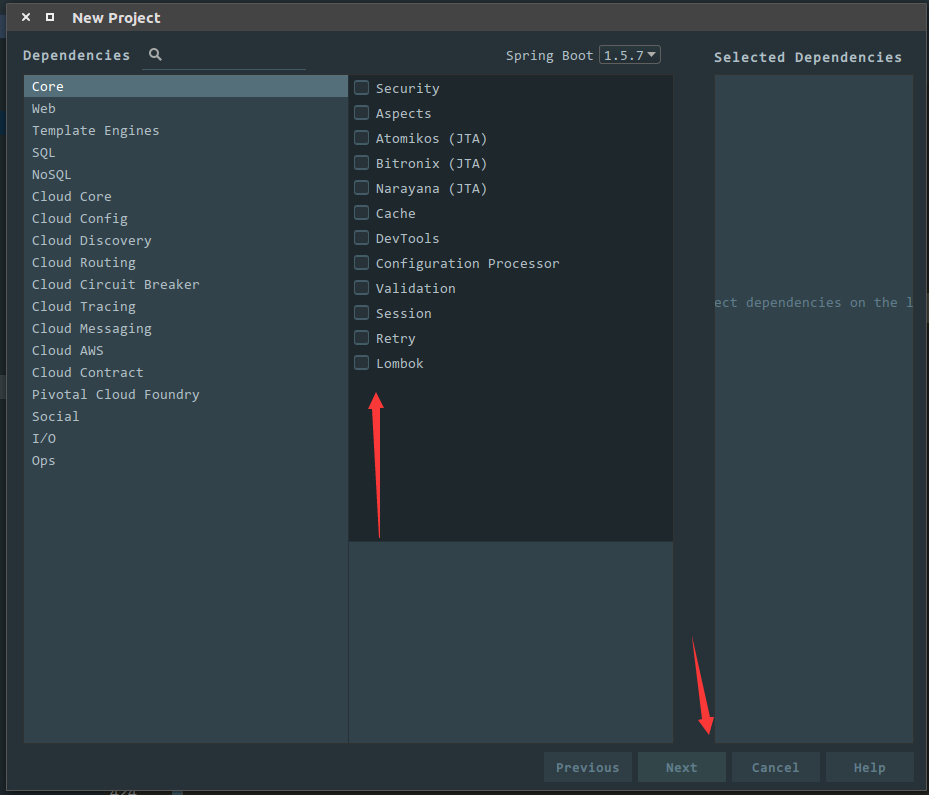 New Project
Dependencies
Spring Boot 1.5.7
Selected Dependencies
Core
Web
Template Engines
SQL
NoSQL
Cloud Core
Cloud Config
Cloud Discovery
Cloud Routing
Cloud Circuit Breaker
Cloud Tracing
Cloud Messaging
Cloud AWS
Cloud Contract
Pivotal Cloud Foundry
Social
I/O
Ops
Security
Aspects
Atomikos (JTA)
Bitronix (JTA)
Narayana (JTA)
Cache
DevTools
Configuration Processor
Validation
Session
Retry
Lombok
ect dependencies on the l
Previous
Next
Cancel
Help